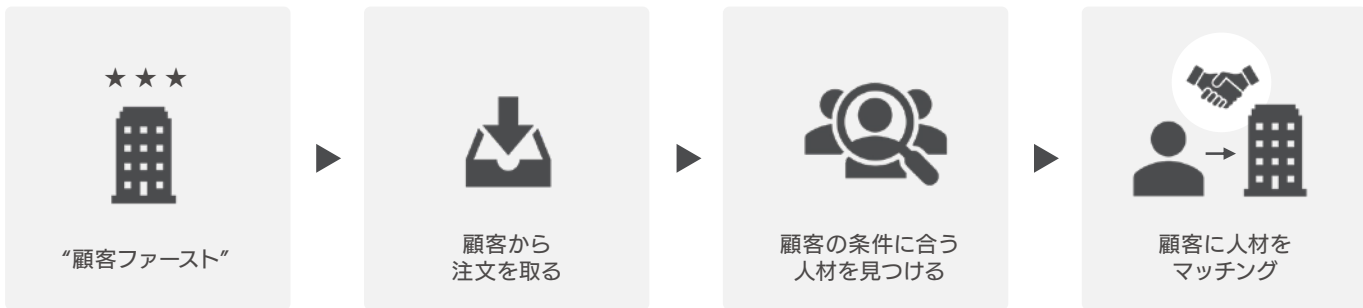 “顧客ファースト”
顧客から
注文を取る
顧客の条件に合う
人材を見つける
顧客に人材を
マッチング